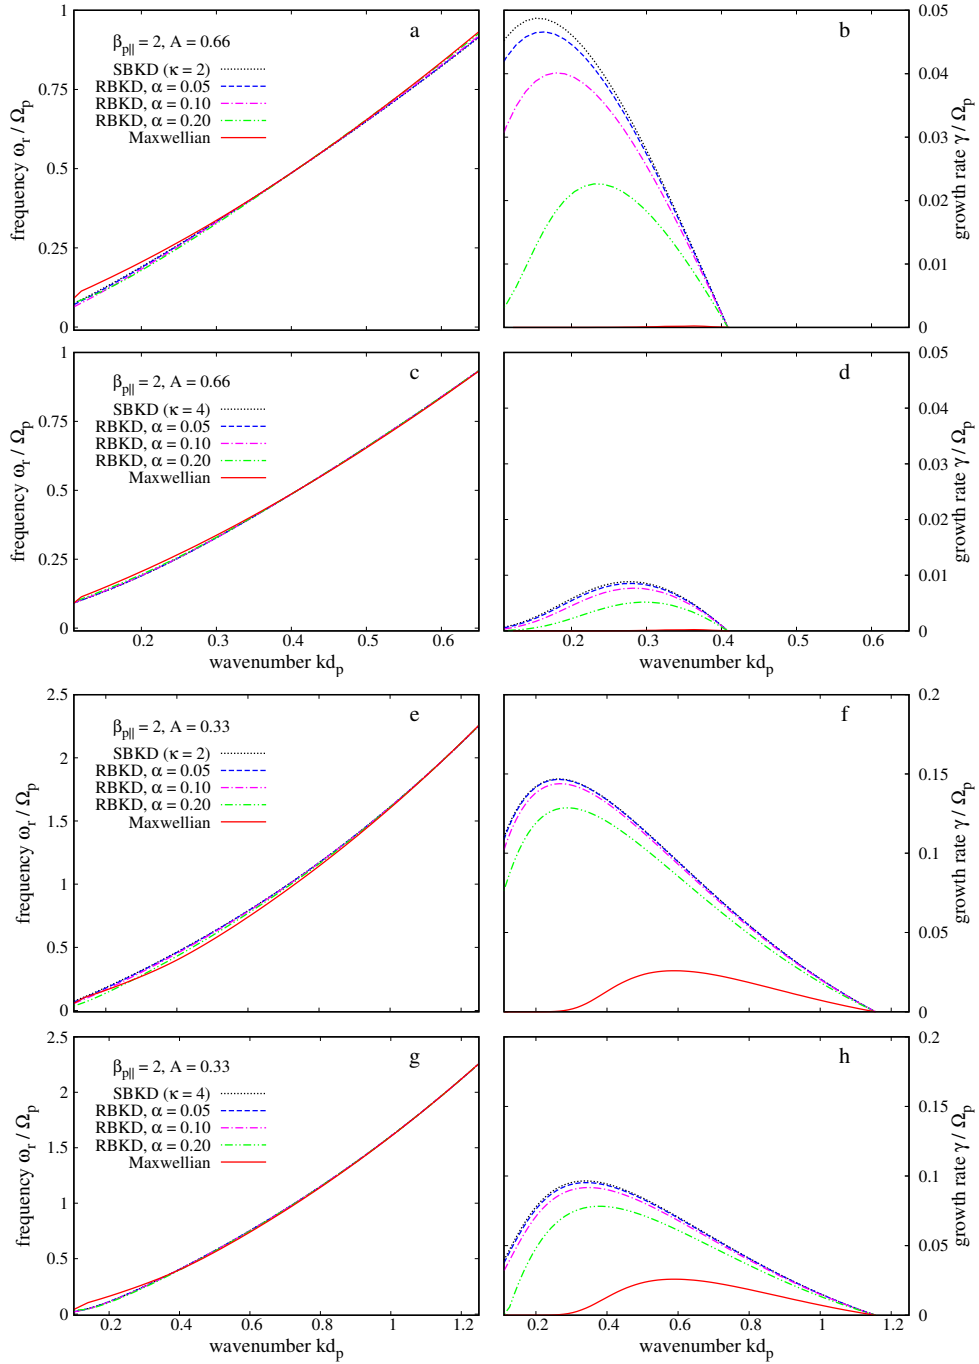 a
β_p∥ = 2, A = 0.66
SBKD (κ = 2)
RBKD, α = 0.05
RBKD, α = 0.10
RBKD, α = 0.20
Maxwellian
frequency ω_r / Ω_p
1
0.75
0.5
0.25
0
b
growth rate γ / Ω_p
0.05
0.04
0.03
0.02
0.01
0
c
β_p∥ = 2, A = 0.66
SBKD (κ = 4)
RBKD, α = 0.05
RBKD, α = 0.10
RBKD, α = 0.20
Maxwellian
frequency ω_r / Ω_p
1
0.75
0.5
0.25
0
0.2 0.3 0.4 0.5 0.6
wavenumber kd_p
d
growth rate γ / Ω_p
0.05
0.04
0.03
0.02
0.01
0
0.2 0.3 0.4 0.5 0.6
wavenumber kd_p
e
β_p∥ = 2, A = 0.33
SBKD (κ = 2)
RBKD, α = 0.05
RBKD, α = 0.10
RBKD, α = 0.20
Maxwellian
frequency ω_r / Ω_p
2.5
2
1.5
1
0.5
0
f
growth rate γ / Ω_p
0.2
0.15
0.1
0.05
0
g
β_p∥ = 2, A = 0.33
SBKD (κ = 4)
RBKD, α = 0.05
RBKD, α = 0.10
RBKD, α = 0.20
Maxwellian
frequency ω_r / Ω_p
2.5
2
1.5
1
0.5
0
0.2 0.4 0.6 0.8 1 1.2
wavenumber kd_p
h
growth rate γ / Ω_p
0.2
0.15
0.1
0.05
0
0.2 0.4 0.6 0.8 1 1.2
wavenumber kd_p